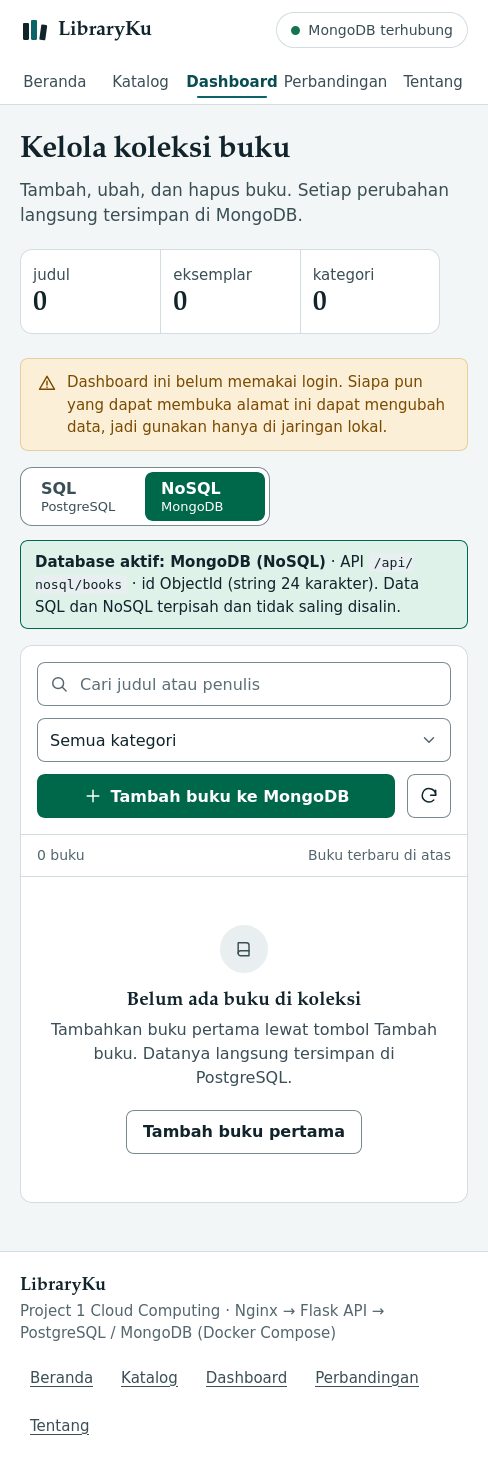 LibraryKu
MongoDB terhubung
Beranda Katalog Dashboard Perbandingan Tentang
Kelola koleksi buku
Tambah, ubah, dan hapus buku. Setiap perubahan
langsung tersimpan di MongoDB.
judul eksemplar kategori
0 0 0
Dashboard ini belum memakai login. Siapa pun
yang dapat membuka alamat ini dapat mengubah
data, jadi gunakan hanya di jaringan lokal.
SQL NoSQL
PostgreSQL MongoDB
Database aktif: MongoDB (NoSQL) · API /api/
nosql/books · id ObjectId (string 24 karakter). Data
SQL dan NoSQL terpisah dan tidak saling disalin.
Cari judul atau penulis
Semua kategori
+ Tambah buku ke MongoDB
0 buku Buku terbaru di atas
Belum ada buku di koleksi
Tambahkan buku pertama lewat tombol Tambah
buku. Datanya langsung tersimpan di
PostgreSQL.
Tambah buku pertama
LibraryKu
Project 1 Cloud Computing · Nginx → Flask API →
PostgreSQL / MongoDB (Docker Compose)
Beranda Katalog Dashboard Perbandingan
Tentang